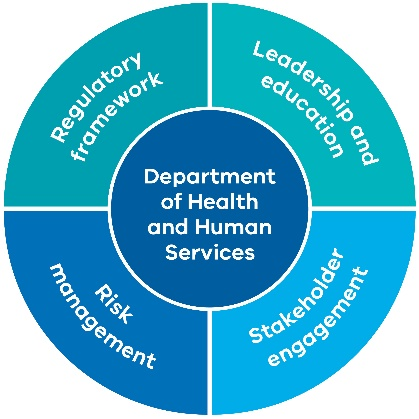 Regulatory
framework
Leadership and
education
Department
of Health
and Human
Services
Risk
management
Stakeholder
engagement